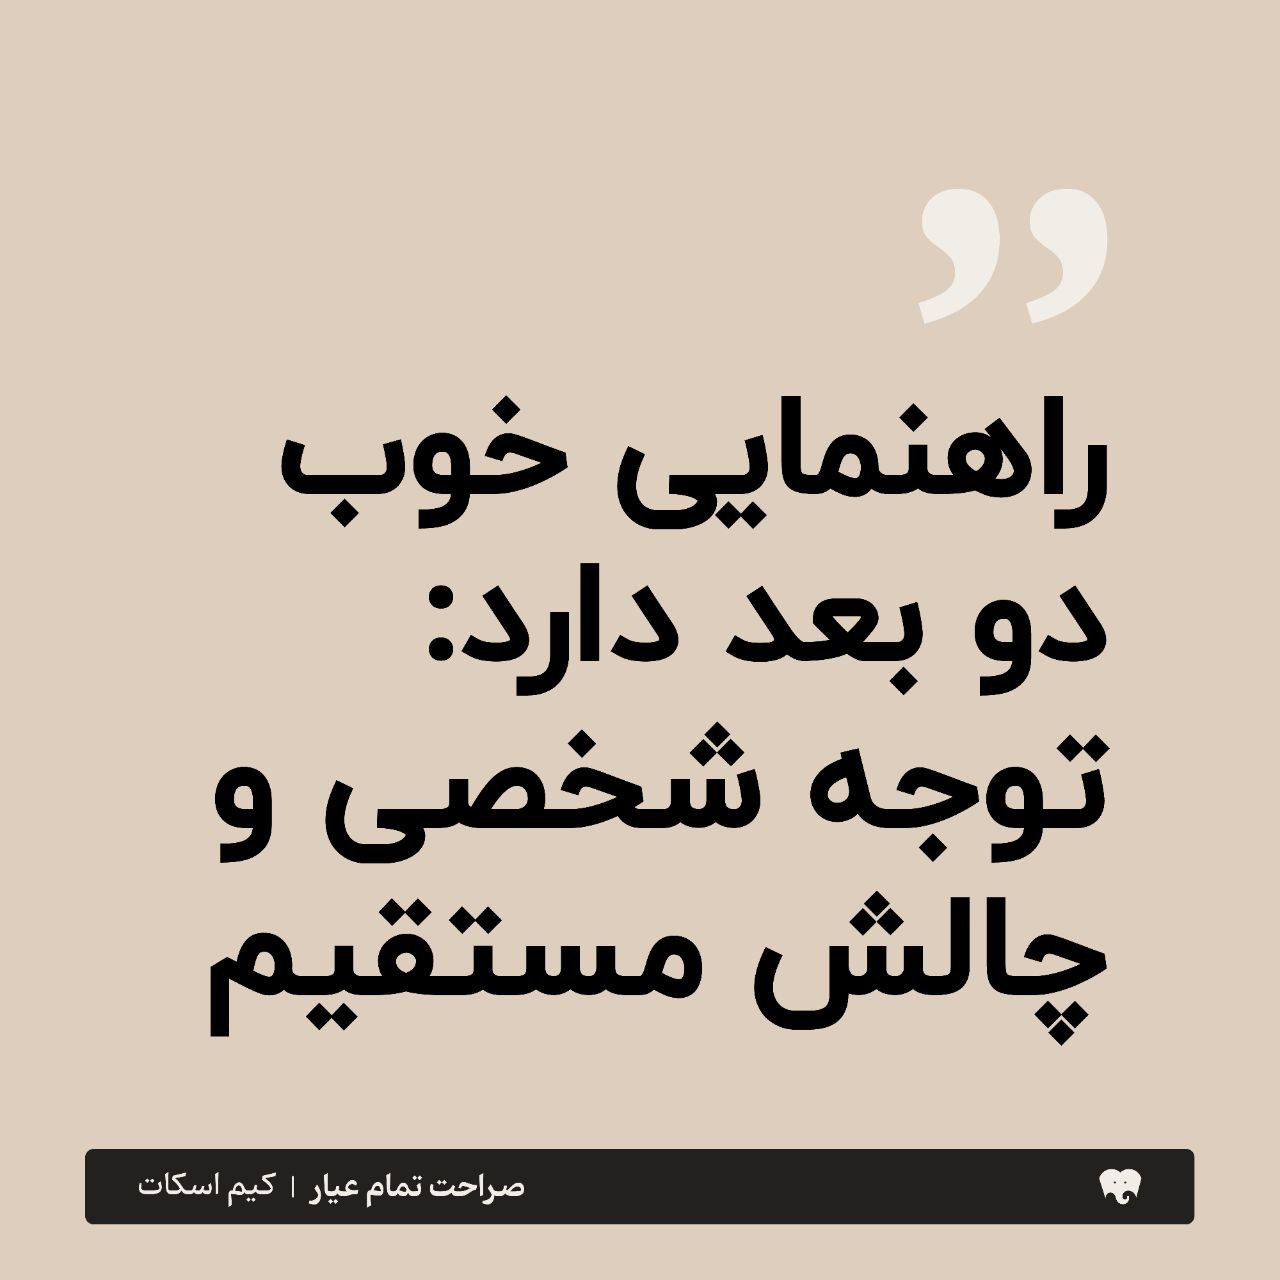 ”
راهنمایی خوب
دو بعد دارد:
توجه شخصی و
چالش مستقیم
صراحت تمام عیار | کیم اسکات